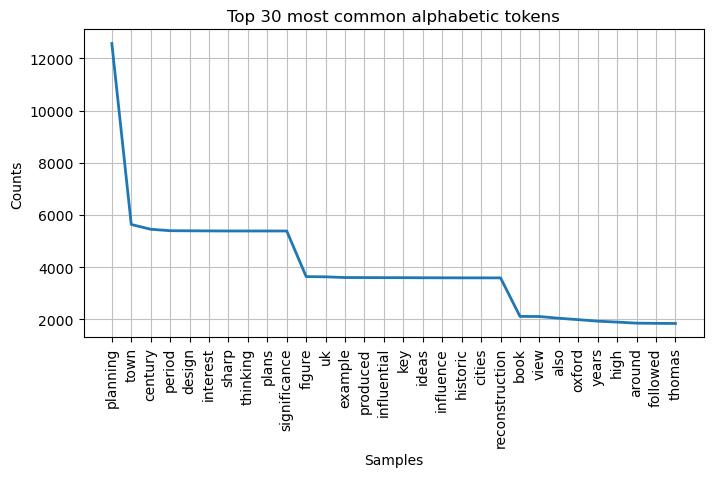 Top 30 most common alphabetic tokens
12000
10000
8000
6000
4000
2000
Counts
planning
town
century
period
design
interest
sharp
thinking
plans
significance
figure
uk
example
produced
influential
key
ideas
influence
historic
cities
reconstruction
book
view
also
oxford
years
high
around
followed
thomas
Samples